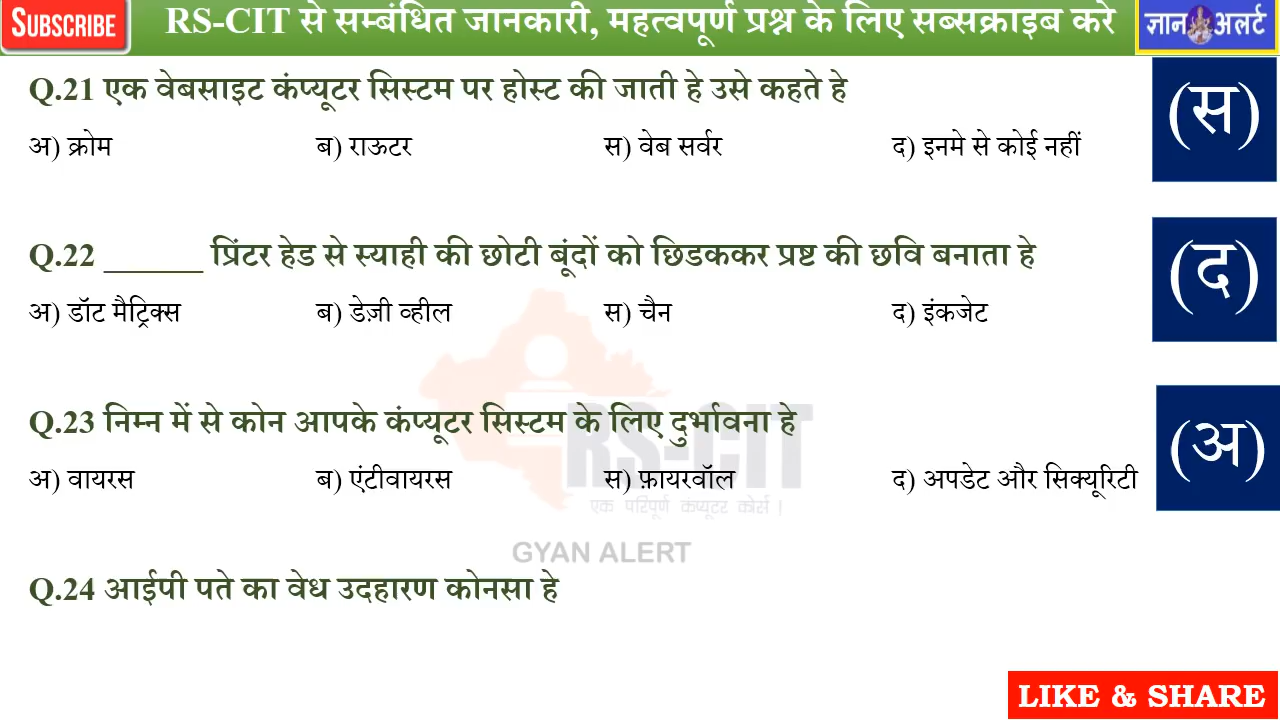 SUBSCRIBE
RS-CIT से सम्बंधित जानकारी, महत्वपूर्ण प्रश्न के लिए सब्सक्राइब करे
ज्ञान अलर्ट
Q.21 एक वेबसाइट कंप्यूटर सिस्टम पर होस्ट की जाती हे उसे कहते हे
(स)
अ) क्रोम ब) राऊटर स) वेब सर्वर द) इनमे से कोई नहीं
Q.22 ______ प्रिंटर हेड से स्याही की छोटी बूंदों को छिडककर प्रष्ट की छवि बनाता हे
(द)
अ) डॉट मैट्रिक्स ब) डेज़ी व्हील स) चैन द) इंकजेट
Q.23 निम्न में से कोन आपके कंप्यूटर सिस्टम के लिए दुर्भावना हे
(अ)
अ) वायरस ब) एंटीवायरस स) फ़ायरवॉल द) अपडेट और सिक्यूरिटी
RS-CIT
एक परिपूर्ण कंप्यूटर कोर्स।
GYAN ALERT
Q.24 आईपी पते का वेध उदहारण कोनसा हे
LIKE & SHARE